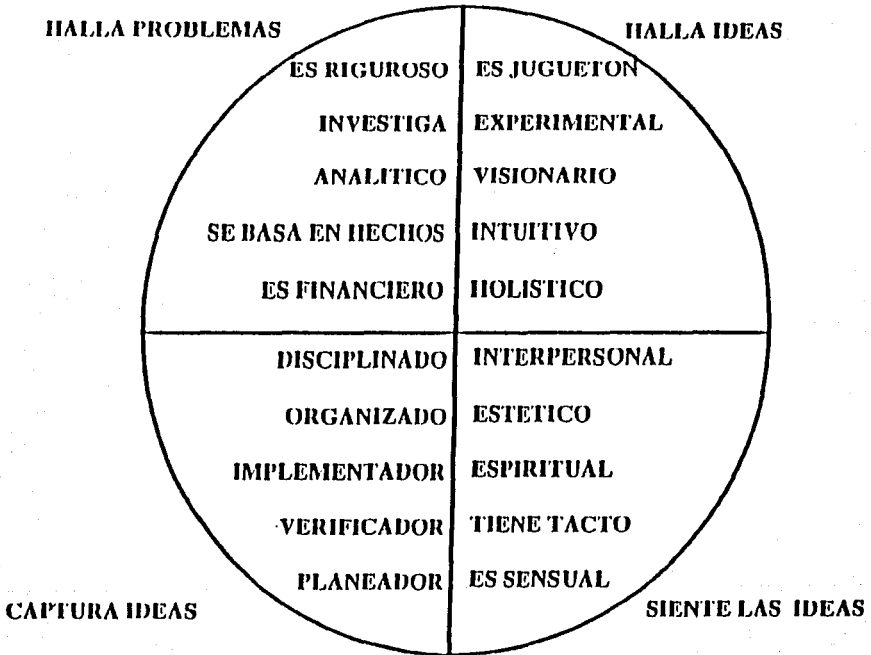 HALLA PROBLEMAS
HALLA IDEAS
ES RIGUROSO
ES JUGUETON
INVESTIGA
EXPERIMENTAL
ANALITICO
VISIONARIO
SE BASA EN HECHOS
INTUITIVO
ES FINANCIERO
HOLISTICO
DISCIPLINADO
INTERPERSONAL
ORGANIZADO
ESTETICO
IMPLEMENTADOR
ESPIRITUAL
VERIFICADOR
TIENE TACTO
PLANEADOR
ES SENSUAL
CAPTURA IDEAS
SIENTE LAS IDEAS